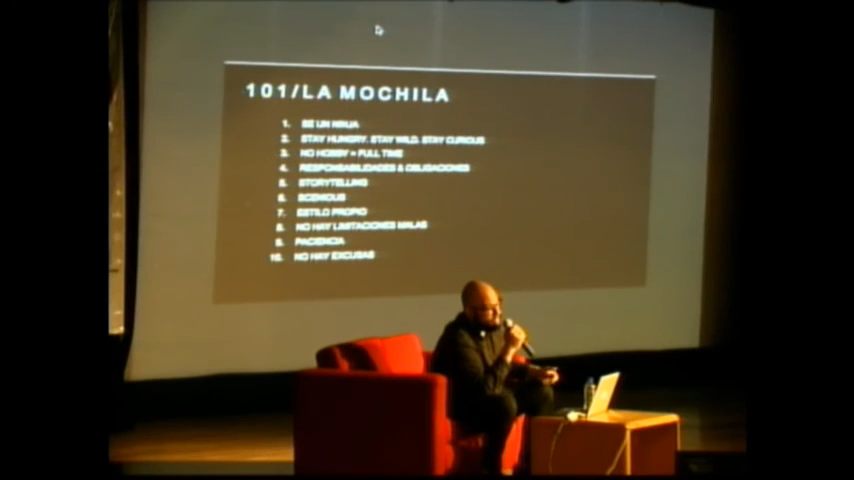 101/LA MOCHILA
1. SE UN NINJA
2. STAY HUNGRY, STAY WILD, STAY CURIOUS
3. NO HOBBY = FULL TIME
4. RESPONSABILIDADES & OBLIGACIONES
5. STORYTELLING
6. SCENIOUS
7. ESTILO PROPIO
8. NO HAY LIMITACIONES MALAS
9. PACIENCIA
10. NO HAY EXCUSAS